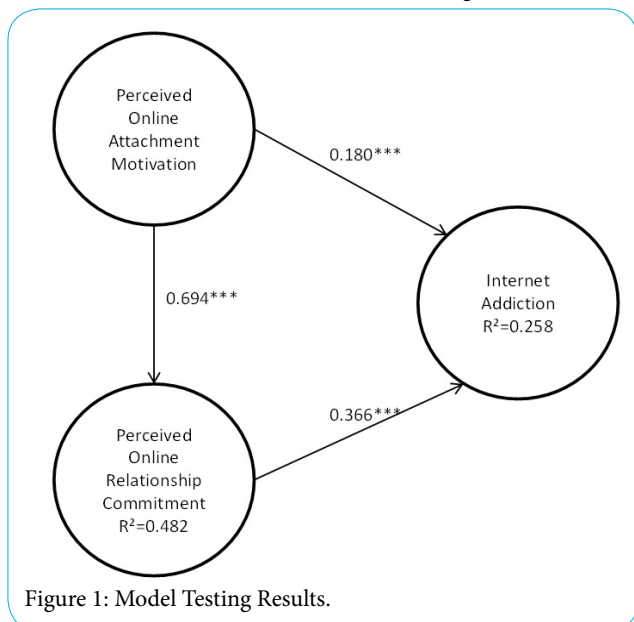 Perceived
Online
Attachment
Motivation
0.180***
Internet
Addiction
R²=0.258
0.694***
0.366***
Perceived
Online
Relationship
Commitment
R²=0.482
Figure 1: Model Testing Results.